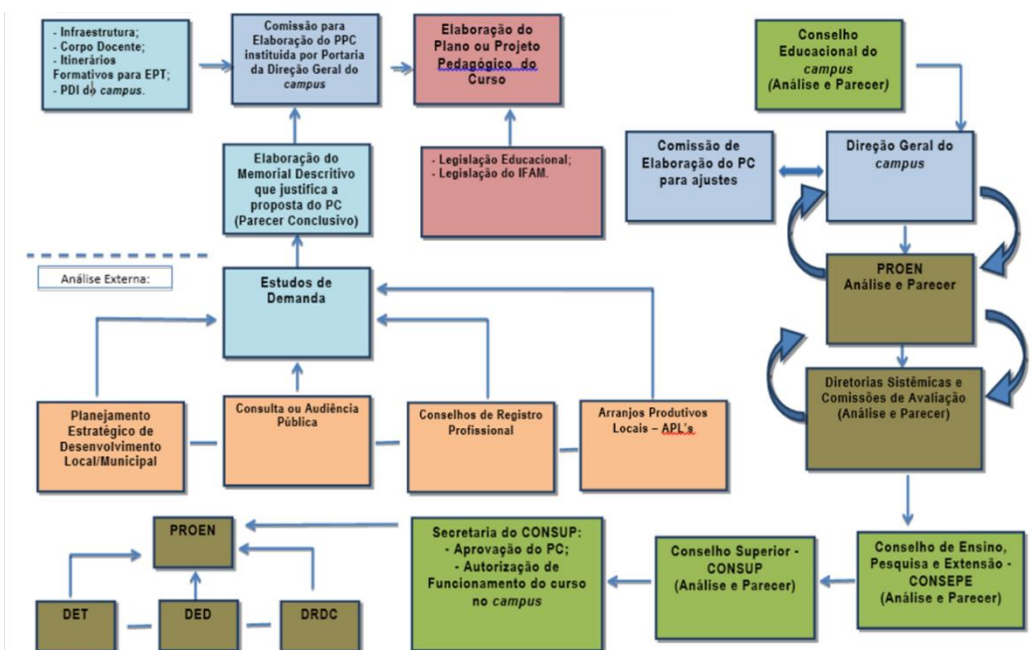 - Infraestrutura;
- Corpo Docente;
- Itinerários
Formativos para EPT;
- PDI do campus.
Comissão para
Elaboração do PPC
instituída por Portaria
da Direção Geral do
campus
Elaboração do
Plano ou Projeto
Pedagógico do
Curso
Conselho
Educacional do
campus
(Análise e Parecer)
Elaboração do
Memorial Descritivo
que justifica a
proposta do PC
(Parecer Conclusivo)
- Legislação Educacional;
- Legislação do IFAM.
Comissão de
Elaboração do PC
para ajustes
Direção Geral do
campus
Análise Externa:
Estudos de
Demanda
PROEN
Análise e Parecer
Diretorias Sistêmicas e
Comissões de Avaliação
(Análise e Parecer)
Planejamento
Estratégico de
Desenvolvimento
Local/Municipal
Consulta ou Audiência
Pública
Conselhos de Registro
Profissional
Arranjos Produtivos
Locais – APL's
PROEN
DET
DED
DRDC
Secretaria do CONSUP:
- Aprovação do PC;
- Autorização de
Funcionamento do curso
no campus
Conselho Superior -
CONSUP
(Análise e Parecer)
Conselho de Ensino,
Pesquisa e Extensão -
CONSEPE
(Análise e Parecer)